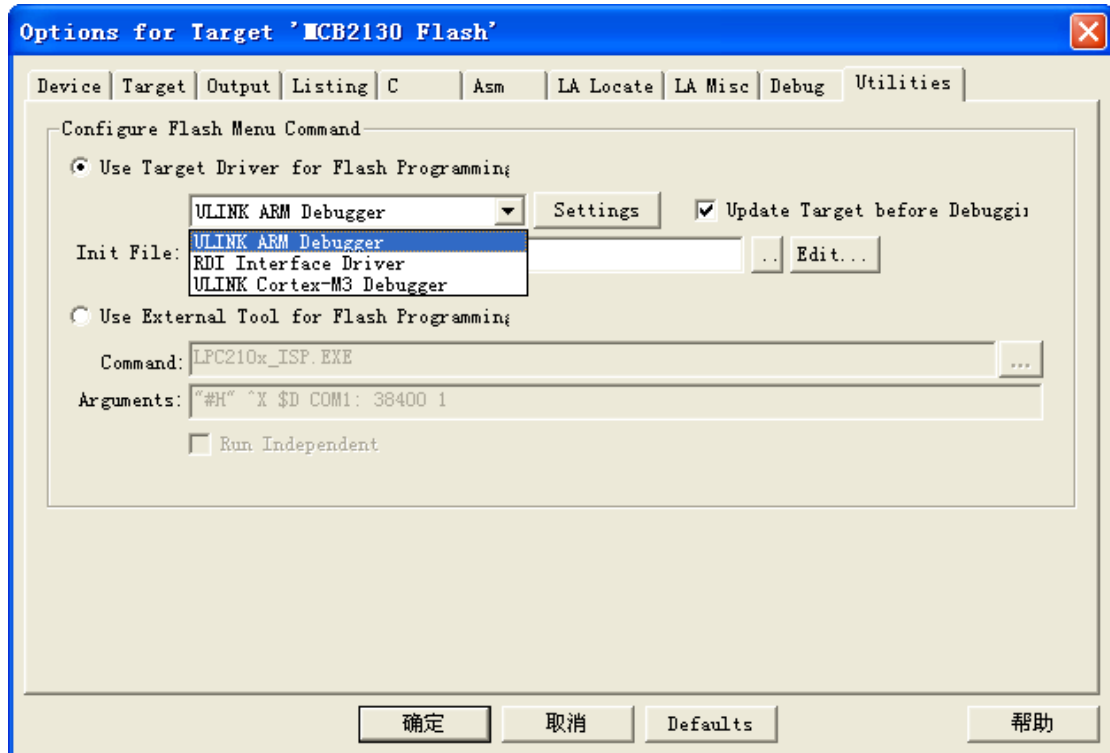 Options for Target 'MCB2130 Flash'
Device Target Output Listing C Asm LA Locate LA Misc Debug Utilities
Configure Flash Menu Command
Use Target Driver for Flash Programming
ULINK ARM Debugger Settings Update Target before Debuggin
ULINK ARM Debugger
Init File: .. Edit...
RDI Interface Driver
ULINK Cortex-M3 Debugger
Use External Tool for Flash Programming
Command: LPC210x_ISP.EXE ...
Arguments: "#H" ^X $D COM1: 38400 1
Run Independent
确定 取消 Defaults 帮助